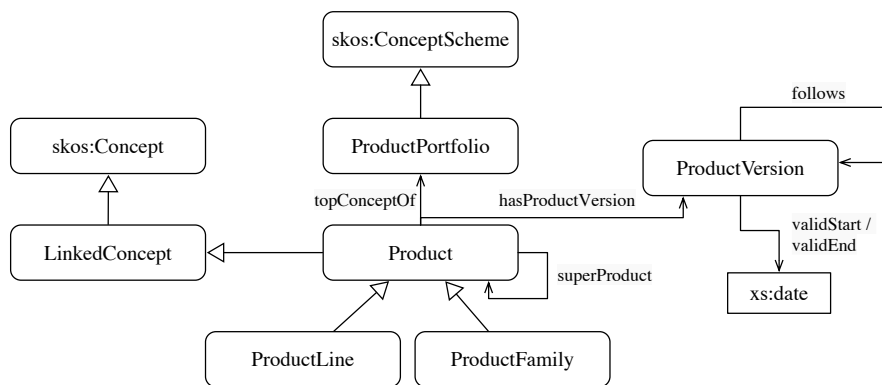 skos:ConceptScheme
follows
skos:Concept
ProductPortfolio
ProductVersion
topConceptOf
hasProductVersion
validStart /
validEnd
LinkedConcept
Product
superProduct
xs:date
ProductLine
ProductFamily